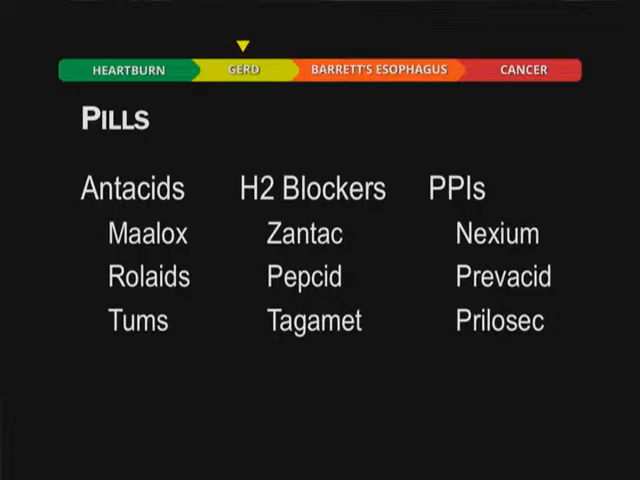 HEARTBURN GERD BARRETT'S ESOPHAGUS CANCER
PILLS
Antacids H2 Blockers PPIs
Maalox Zantac Nexium
Rolaids Pepcid Prevacid
Tums Tagamet Prilosec